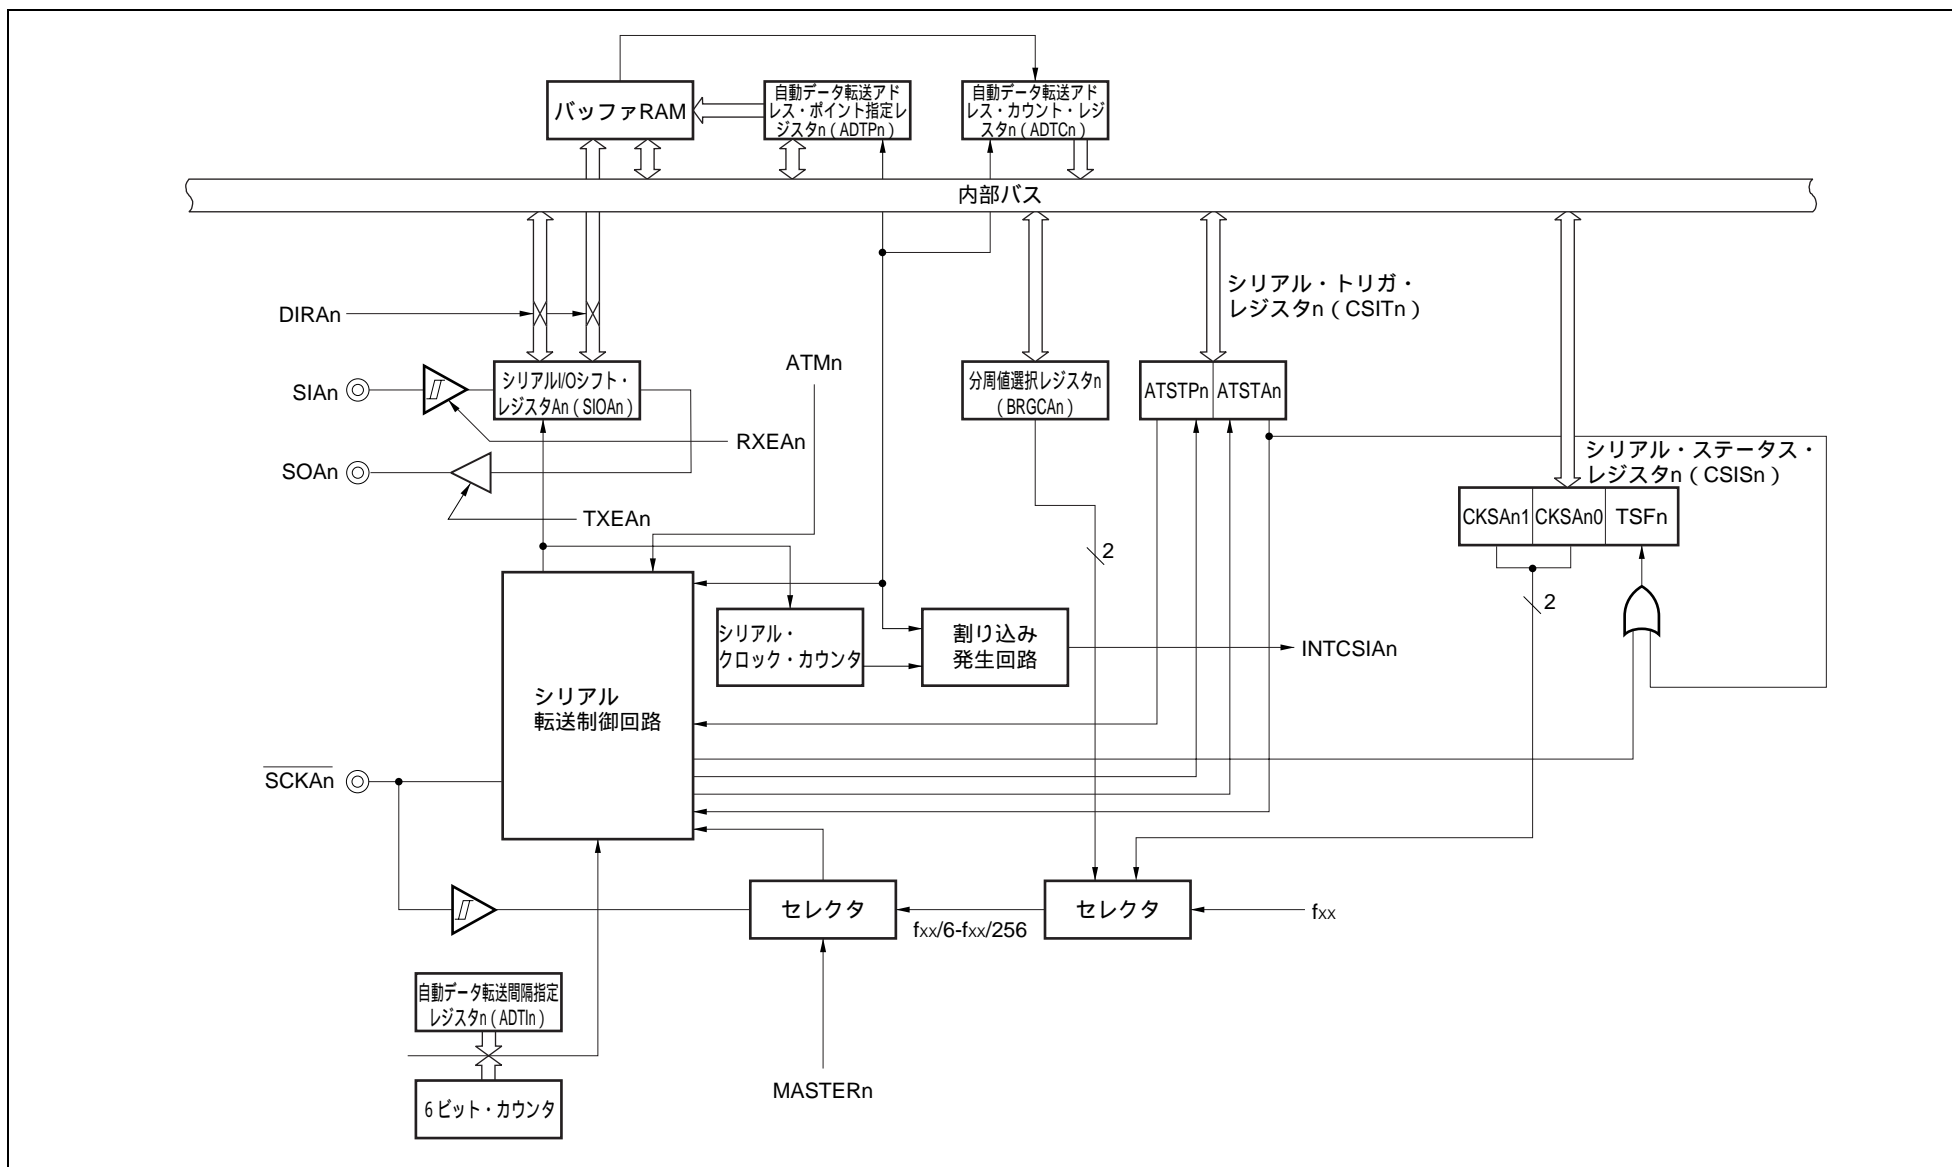 バッファRAM
自動データ転送アド
レス・ポイント指定レ
ジスタn（ADTPn）
自動データ転送アド
レス・カウント・レジ
スタn（ADTCn）
内部バス
シリアル・トリガ・
レジスタn（CSITn）
DIRAn
ATMn
SIAn
シリアルI/Oシフト・
レジスタAn（SIOAn）
分周値選択レジスタn
（BRGCAn）
ATSTPn
ATSTAn
RXEAn
SOAn
シリアル・ステータス・
レジスタn（CSISn）
TXEAn
CKSAn1
CKSAn0
TSFn
2
2
シリアル・
クロック・カウンタ
割り込み
発生回路
INTCSIAn
シリアル
転送制御回路
SCKAn
セレクタ
セレクタ
fxx
fxx/6-fxx/256
自動データ転送間隔指定
レジスタn（ADTIn）
MASTERn
6ビット・カウンタ